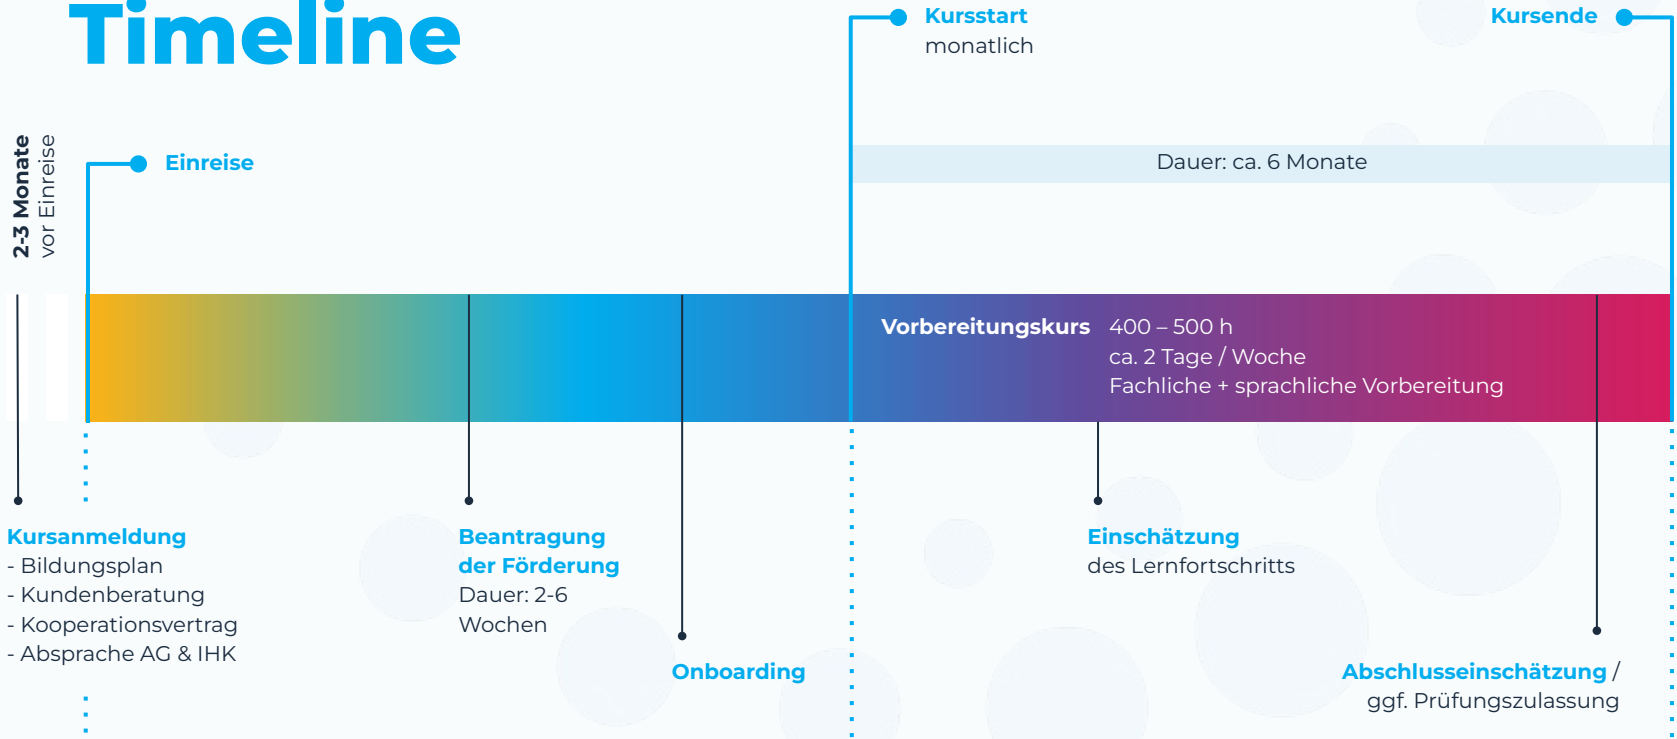 Timeline
Kursstart
monatlich
Kursende
2-3 Monate
vor Einreise
Einreise
Dauer: ca. 6 Monate
Vorbereitungskurs 400 – 500 h
ca. 2 Tage / Woche
Fachliche + sprachliche Vorbereitung
Kursanmeldung
- Bildungsplan
- Kundenberatung
- Kooperationsvertrag
- Absprache AG & IHK
Beantragung
der Förderung
Dauer: 2-6
Wochen
Onboarding
Einschätzung
des Lernfortschritts
Abschlusseinschätzung /
ggf. Prüfungszulassung